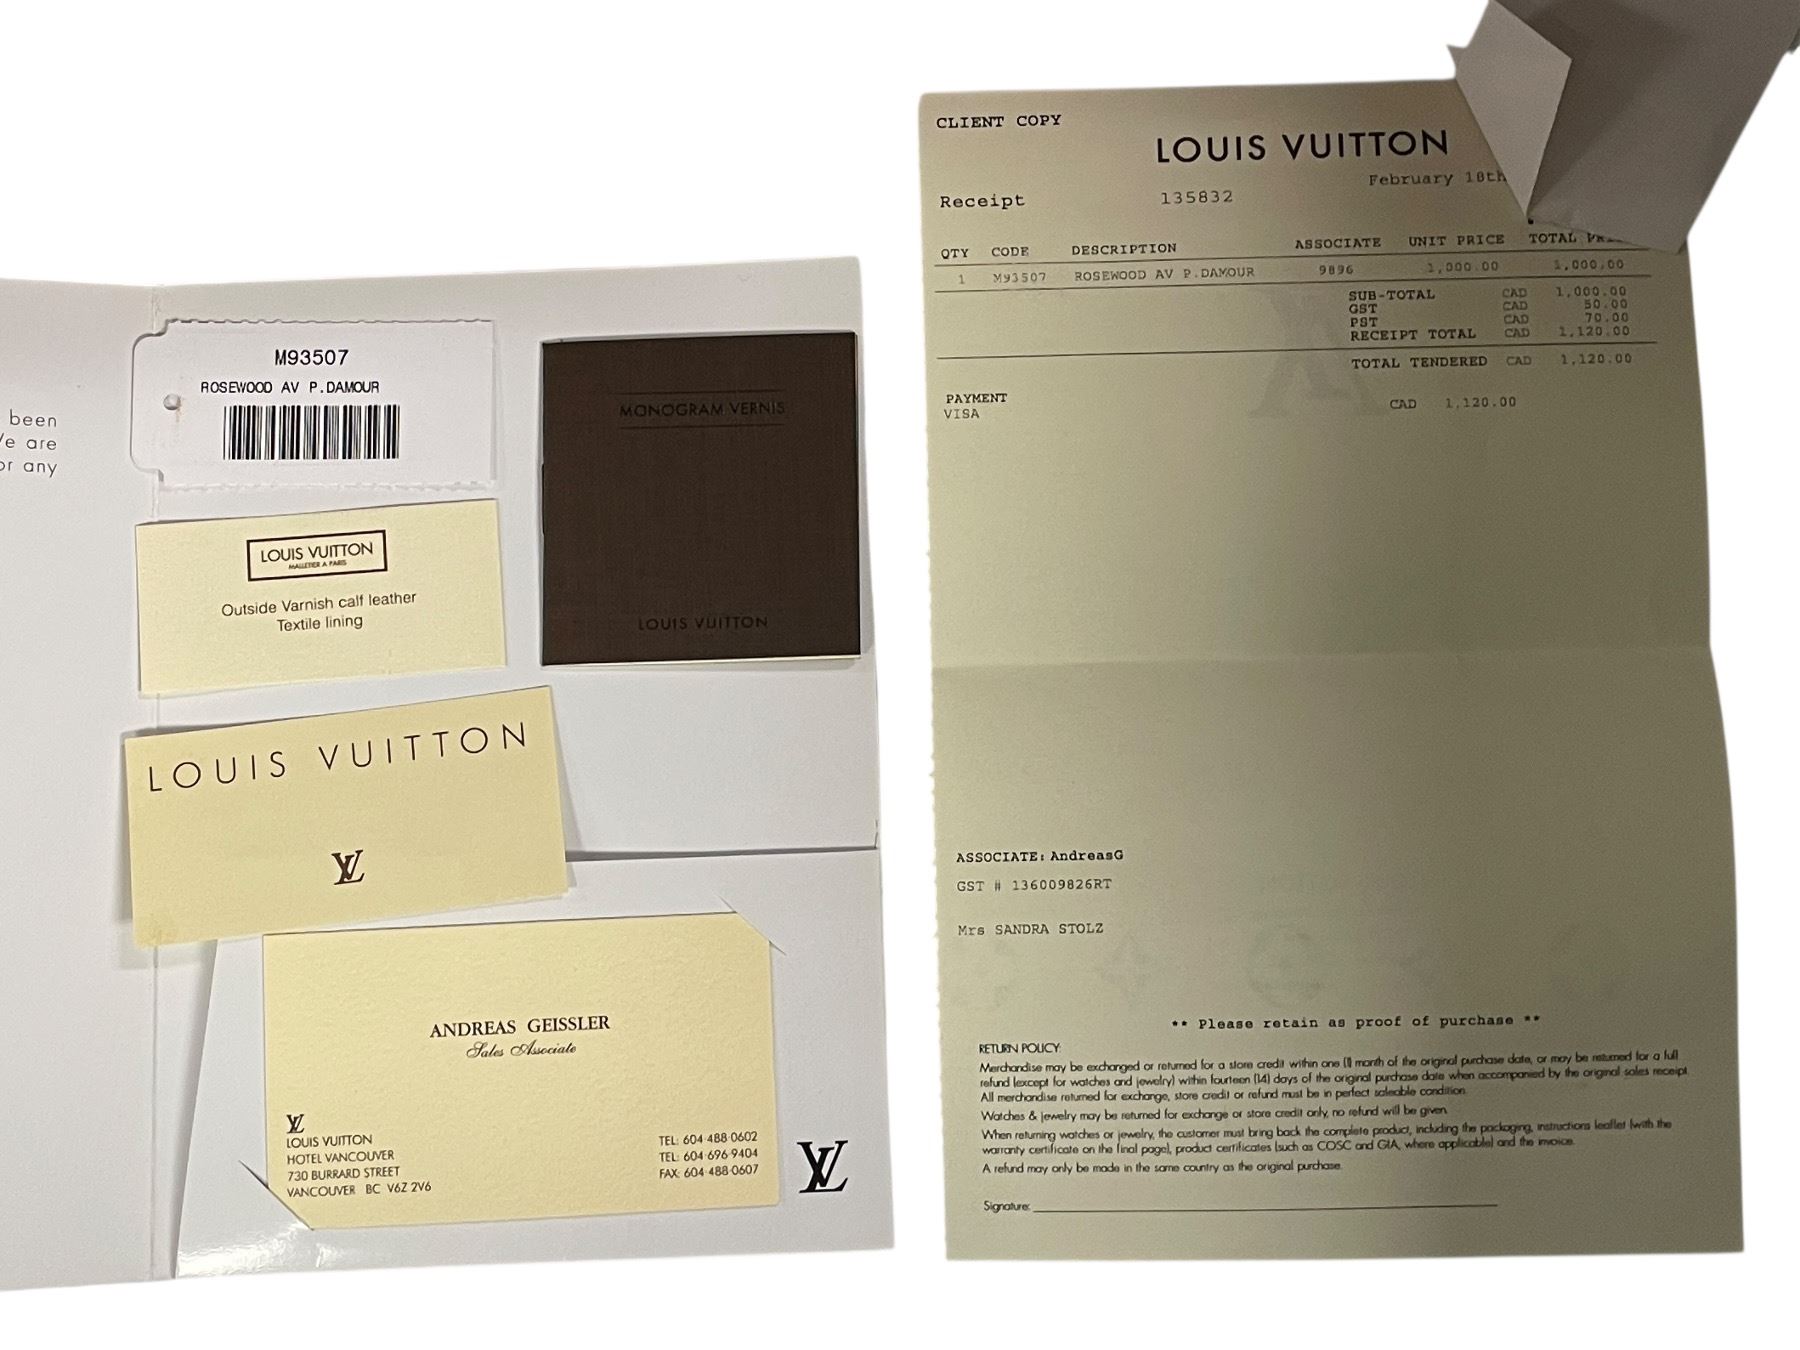 been
are
or any
M93507
ROSEWOOD AV P.DAMOUR
MONOGRAM VERNIS
LOUIS VUITTON
LOUIS VUITTON
MALLETIER A PARIS
Outside Varnish calf leather
Textile lining
LOUIS VUITTON
LV
ANDREAS GEISSLER
Sales Associate
LV
LOUIS VUITTON
HOTEL VANCOUVER
730 BURRARD STREET
VANCOUVER BC V6Z 2V6
TEL: 604·488·0602
TEL: 604·696·9404
FAX: 604·488·0607
LV
CLIENT COPY
LOUIS VUITTON
February 18th
Receipt 135832
QTY CODE DESCRIPTION ASSOCIATE UNIT PRICE TOTAL
1 M93507 ROSEWOOD AV P.DAMOUR 9896 1,000.00 1,000.00
SUB-TOTAL CAD 1,000.00
GST CAD 50.00
PST CAD 70.00
RECEIPT TOTAL CAD 1,120.00
TOTAL TENDERED CAD 1,120.00
PAYMENT
VISA CAD 1,120.00
ASSOCIATE: AndreasG
GST # 136009826RT
Mrs SANDRA STOLZ
** Please retain as proof of purchase **
RETURN POLICY:
Merchandise may be exchanged or returned for a store credit within one (1) month of the original purchase date, or may be returned for a full
refund (except for watches and jewelry) within fourteen (14) days of the original purchase date when accompanied by the original sales receipt.
All merchandise returned for exchange, store credit or refund must be in perfect saleable condition.
Watches & jewelry may be returned for exchange or store credit only, no refund will be given.
When returning watches or jewelry, the customer must bring back the complete product, including the packaging, instructions leaflet (with the
warranty certificate on the final page), product certificates (such as COSC and GIA, where applicable) and the invoice.
A refund may only be made in the same country as the original purchase.
Signature: